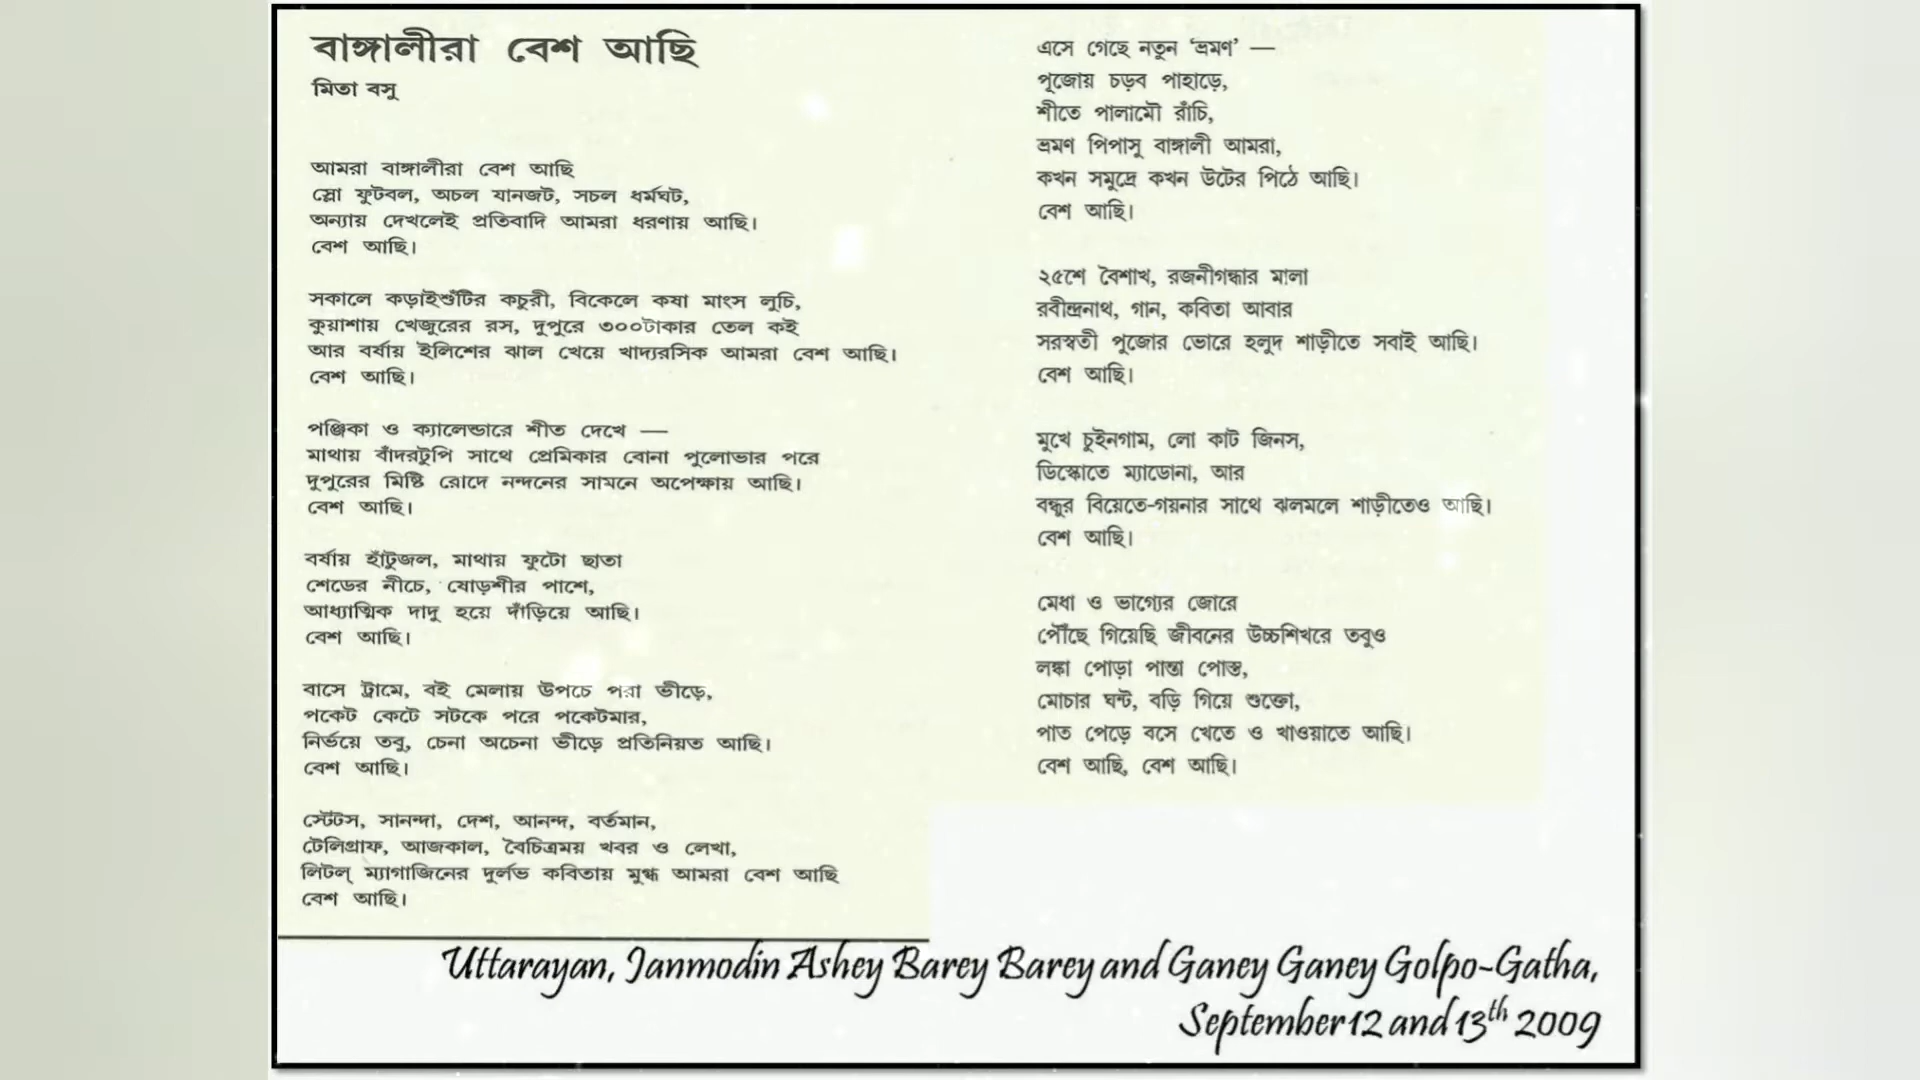 বাঙ্গালীরা বেশ আছি
মিতা বসু
আমরা বাঙ্গালীরা বেশ আছি
স্লো ফুটবল, অচল যানজট, সচল ধর্মঘট,
অন্যায় দেখলেই প্রতিবাদি আমরা ধরণায় আছি।
বেশ আছি।
সকালে কড়াইশুঁটির কচুরী, বিকেলে কষা মাংস লুচি,
কুয়াশায় খেজুরের রস, দুপুরে ৩০০টাকার তেল কই
আর বর্ষায় ইলিশের ঝাল খেয়ে খাদ্যরসিক আমরা বেশ আছি।
বেশ আছি।
পঞ্জিকা ও ক্যালেন্ডারে শীত দেখে —
মাথায় বাঁদরটুপি সাথে প্রেমিকার বোনা পুলোভার পরে
দুপুরের মিষ্টি রোদে নন্দনের সামনে অপেক্ষায় আছি।
বেশ আছি।
বর্ষায় হাঁটুজল, মাথায় ফুটো ছাতা
শেডের নীচে, ষোড়শীর পাশে,
আধ্যাত্মিক দাদু হয়ে দাঁড়িয়ে আছি।
বেশ আছি।
বাসে ট্রামে, বই মেলায় উপচে পরা ভীড়ে,
পকেট কেটে সটকে পরে পকেটমার,
নির্ভয়ে তবু, চেনা অচেনা ভীড়ে প্রতিনিয়ত আছি।
বেশ আছি।
স্টেটস, সানন্দা, দেশ, আনন্দ, বর্তমান,
টেলিগ্রাফ, আজকাল, বৈচিত্রময় খবর ও লেখা,
লিটল্ ম্যাগাজিনের দুর্লভ কবিতায় মুগ্ধ আমরা বেশ আছি
বেশ আছি।
এসে গেছে নতুন ‘ভ্রমণ’ —
পূজোয় চড়ব পাহাড়ে,
শীতে পালামৌ রাঁচি,
ভ্রমণ পিপাসু বাঙ্গালী আমরা,
কখন সমুদ্রে কখন উটের পিঠে আছি।
বেশ আছি।
২৫শে বৈশাখ, রজনীগন্ধার মালা
রবীন্দ্রনাথ, গান, কবিতা আবার
সরস্বতী পুজোর ভোরে হলুদ শাড়ীতে সবাই আছি।
বেশ আছি।
মুখে চুইনগাম, লো কাট জিনস,
ডিস্কোতে ম্যাডোনা, আর
বন্ধুর বিয়েতে-গয়নার সাথে ঝলমলে শাড়ীতেও আছি।
বেশ আছি।
মেধা ও ভাগ্যের জোরে
পৌঁছে গিয়েছি জীবনের উচ্চশিখরে তবুও
লঙ্কা পোড়া পান্তা পোস্ত,
মোচার ঘন্ট, বড়ি গিয়ে শুক্তো,
পাত পেড়ে বসে খেতে ও খাওয়াতে আছি।
বেশ আছি, বেশ আছি।
Uttarayan, Janmodin Ashey Barey Barey and Ganey Ganey Golpo-Gatha,
September 12 and 13th 2009